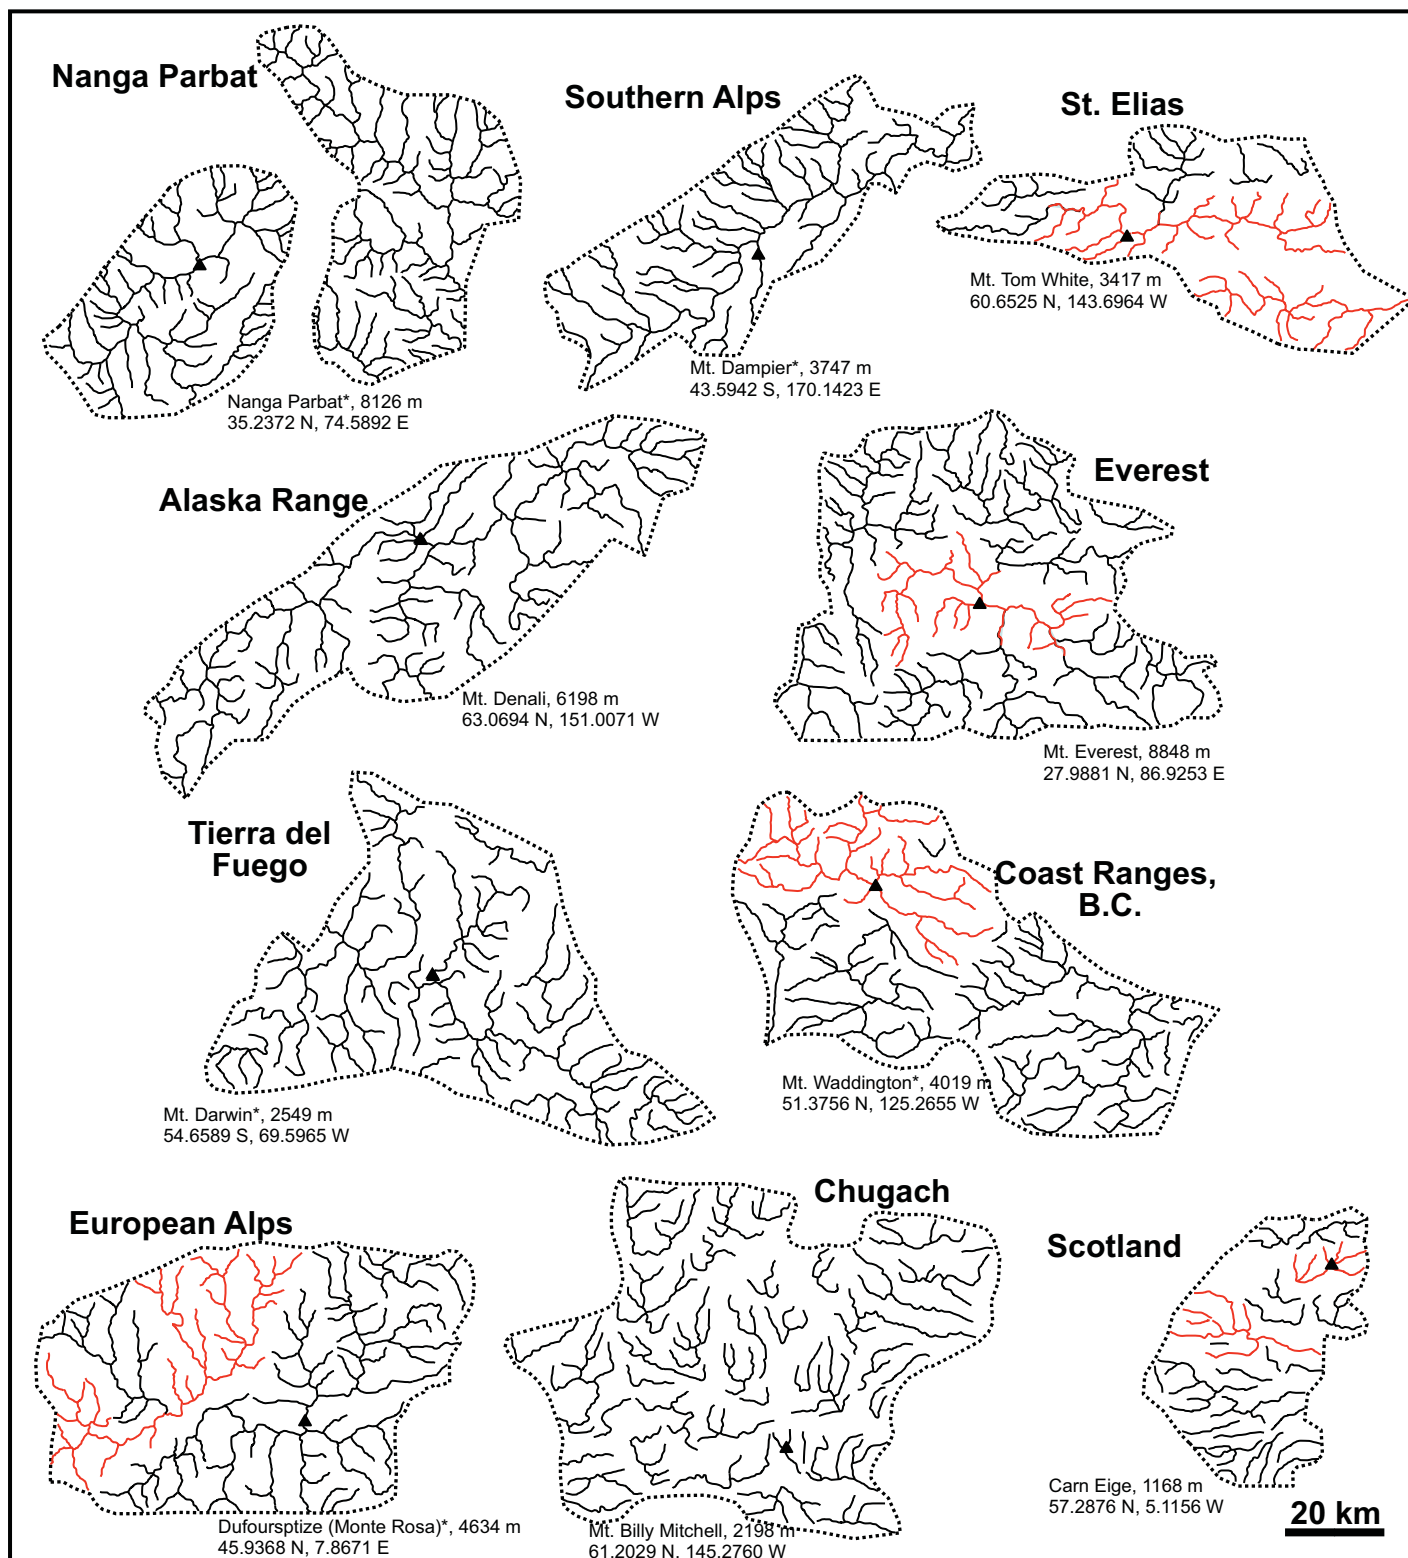 Nanga Parbat
Southern Alps
St. Elias
Mt. Tom White, 3417 m
60.6525 N, 143.6964 W
Mt. Dampier*, 3747 m
43.5942 S, 170.1423 E
Nanga Parbat*, 8126 m
35.2372 N, 74.5892 E
Alaska Range
Everest
Mt. Denali, 6198 m
63.0694 N, 151.0071 W
Mt. Everest, 8848 m
27.9881 N, 86.9253 E
Tierra del
Fuego
Coast Ranges,
B.C.
Mt. Waddington*, 4019 m
51.3756 N, 125.2655 W
Mt. Darwin*, 2549 m
54.6589 S, 69.5965 W
European Alps
Chugach
Scotland
Carn Eige, 1168 m
57.2876 N, 5.1156 W
Dufoursptize (Monte Rosa)*, 4634 m
45.9368 N, 7.8671 E
Mt. Billy Mitchell, 2198 m
61.2029 N, 145.2760 W
20 km